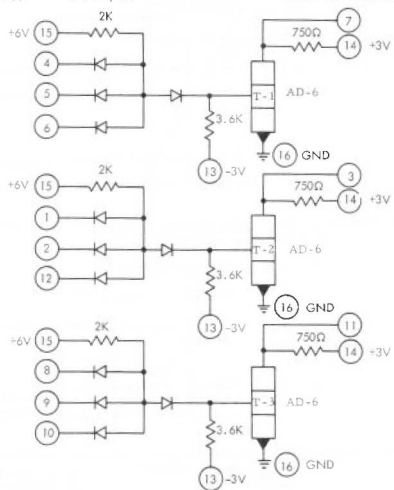 2K
7
+6V 15
750Ω
14 +3V
4
5
T-1 AD-6
6
3.6K
16 GND
13 -3V
2K
3
+6V 15
750Ω
14 +3V
1
2
T-2 AD-6
12
3.6K
16 GND
13 -3V
2K
11
+6V 15
750Ω
14 +3V
8
9
T-3 AD-6
10
3.6K
16 GND
13 -3V